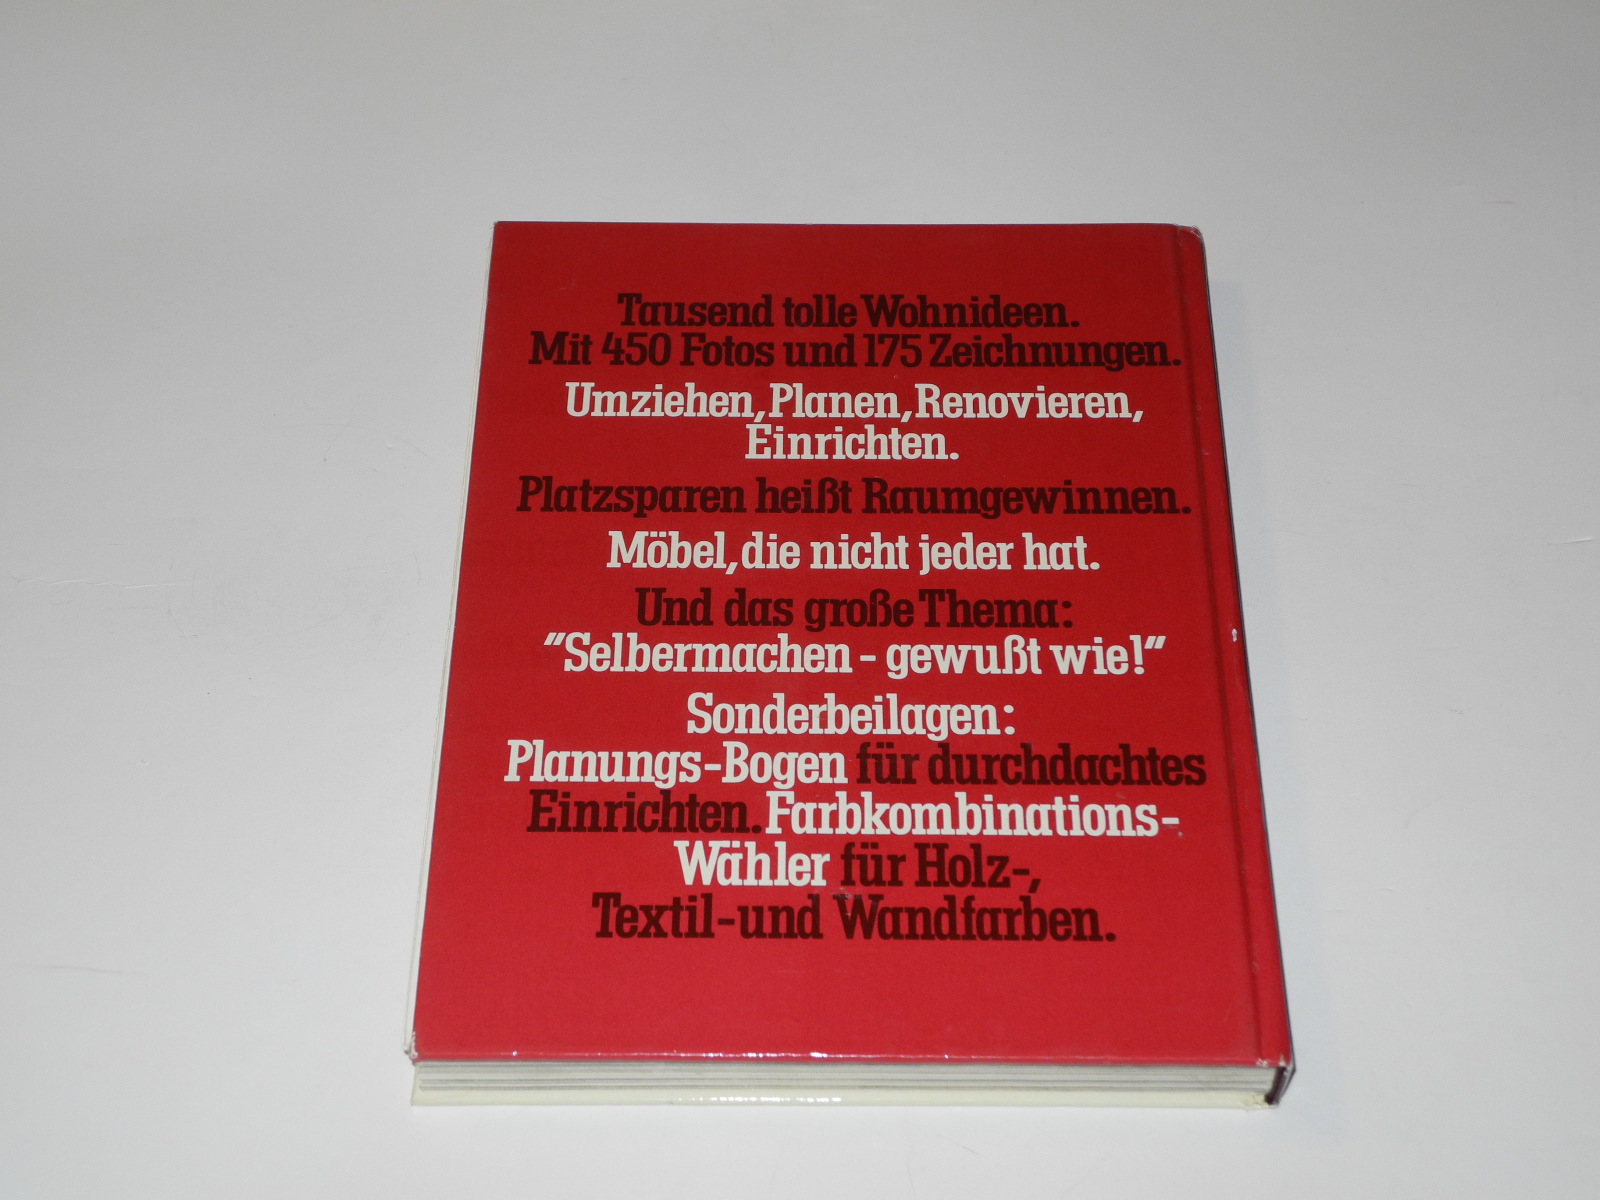 Tausend tolle Wohnideen.
Mit 450 Fotos und 175 Zeichnungen.
Umziehen, Planen, Renovieren,
Einrichten.
Platzsparen heißt Raumgewinnen.
Möbel, die nicht jeder hat.
Und das große Thema:
"Selbermachen - gewußt wie!"
Sonderbeilagen:
Planungs-Bogen für durchdachtes
Einrichten. Farbkombinations-
Wähler für Holz-,
Textil- und Wandfarben.